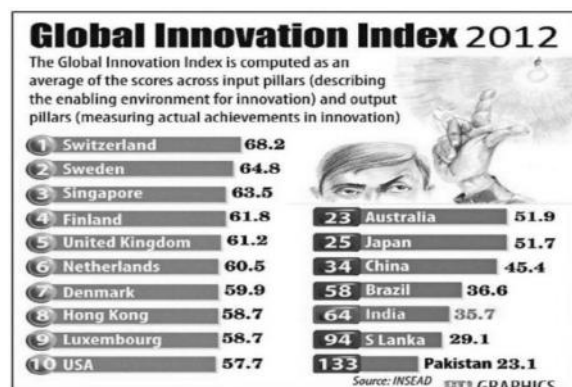 Global Innovation Index 2012
The Global Innovation Index is computed as an
average of the scores across input pillars (describing
the enabling environment for innovation) and output
pillars (measuring actual achievements in innovation)
1 Switzerland 68.2
2 Sweden 64.8
3 Singapore 63.5
4 Finland 61.8
5 United Kingdom 61.2
6 Netherlands 60.5
7 Denmark 59.9
8 Hong Kong 58.7
9 Luxembourg 58.7
10 USA 57.7
23 Australia 51.9
25 Japan 51.7
34 China 45.4
58 Brazil 36.6
64 India 35.7
94 S Lanka 29.1
133 Pakistan 23.1
Source: INSEAD GRAPHICS